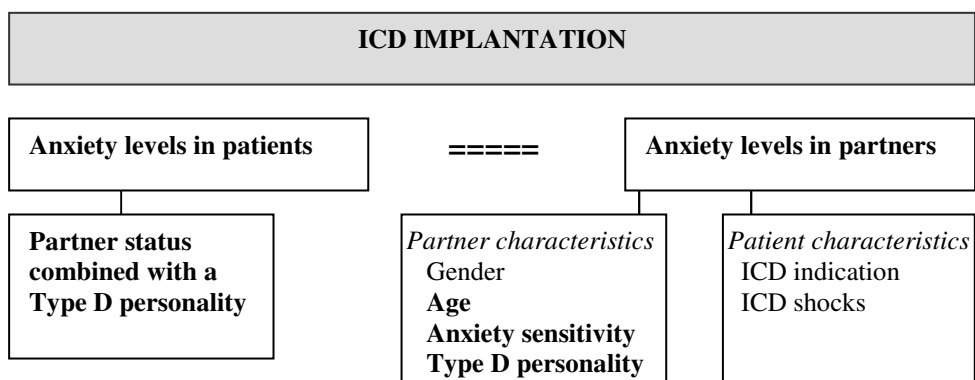 ICD IMPLANTATION
Anxiety levels in patients
=====
Anxiety levels in partners
Partner status
combined with a
Type D personality
Partner characteristics
Gender
Age
Anxiety sensitivity
Type D personality
Patient characteristics
ICD indication
ICD shocks